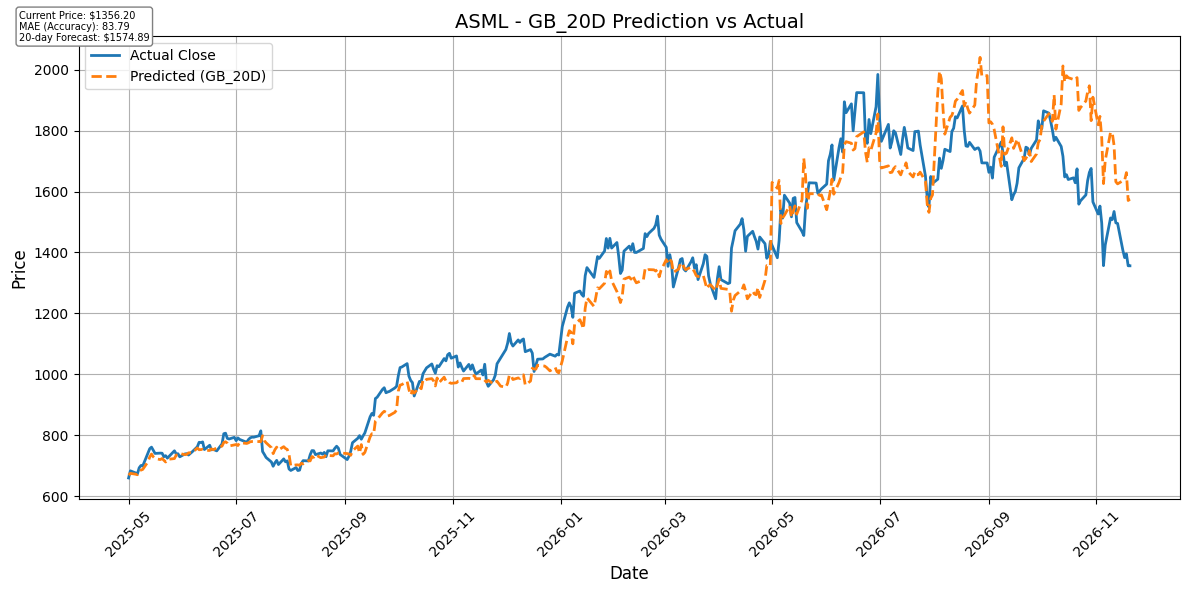 Current Price: $1356.20
MAE (Accuracy): 83.79
20-day Forecast: $1574.89
ASML - GB_20D Prediction vs Actual
Actual Close
Predicted (GB_20D)
Price
2000
1800
1600
1400
1200
1000
800
600
2025-05
2025-07
2025-09
2025-11
2026-01
2026-03
2026-05
2026-07
2026-09
2026-11
Date